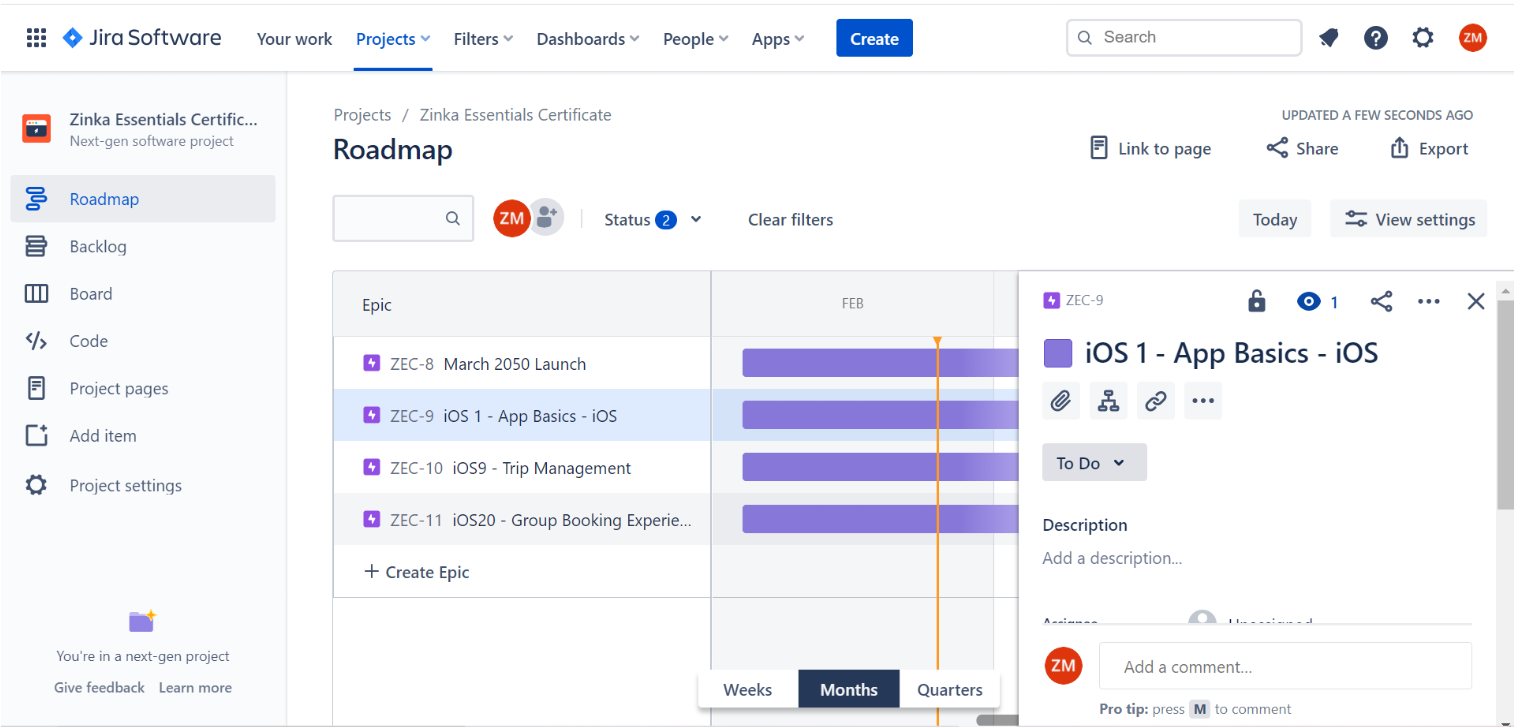 Jira Software
Your work
Projects
Filters
Dashboards
People
Apps
Create
Search
ZM
Zinka Essentials Certific...
Next-gen software project
Roadmap
Backlog
Board
Code
Project pages
Add item
Project settings
You're in a next-gen project
Give feedback Learn more
Projects / Zinka Essentials Certificate
UPDATED A FEW SECONDS AGO
Roadmap
Link to page
Share
Export
ZM
Status 2
Clear filters
Today
View settings
Epic
FEB
ZEC-8 March 2050 Launch
ZEC-9 iOS 1 - App Basics - iOS
ZEC-10 iOS9 - Trip Management
ZEC-11 iOS20 - Group Booking Experie...
+ Create Epic
Weeks
Months
Quarters
ZEC-9
1
iOS 1 - App Basics - iOS
To Do
Description
Add a description...
Assignee
Unassigned
ZM
Add a comment...
Pro tip: press M to comment